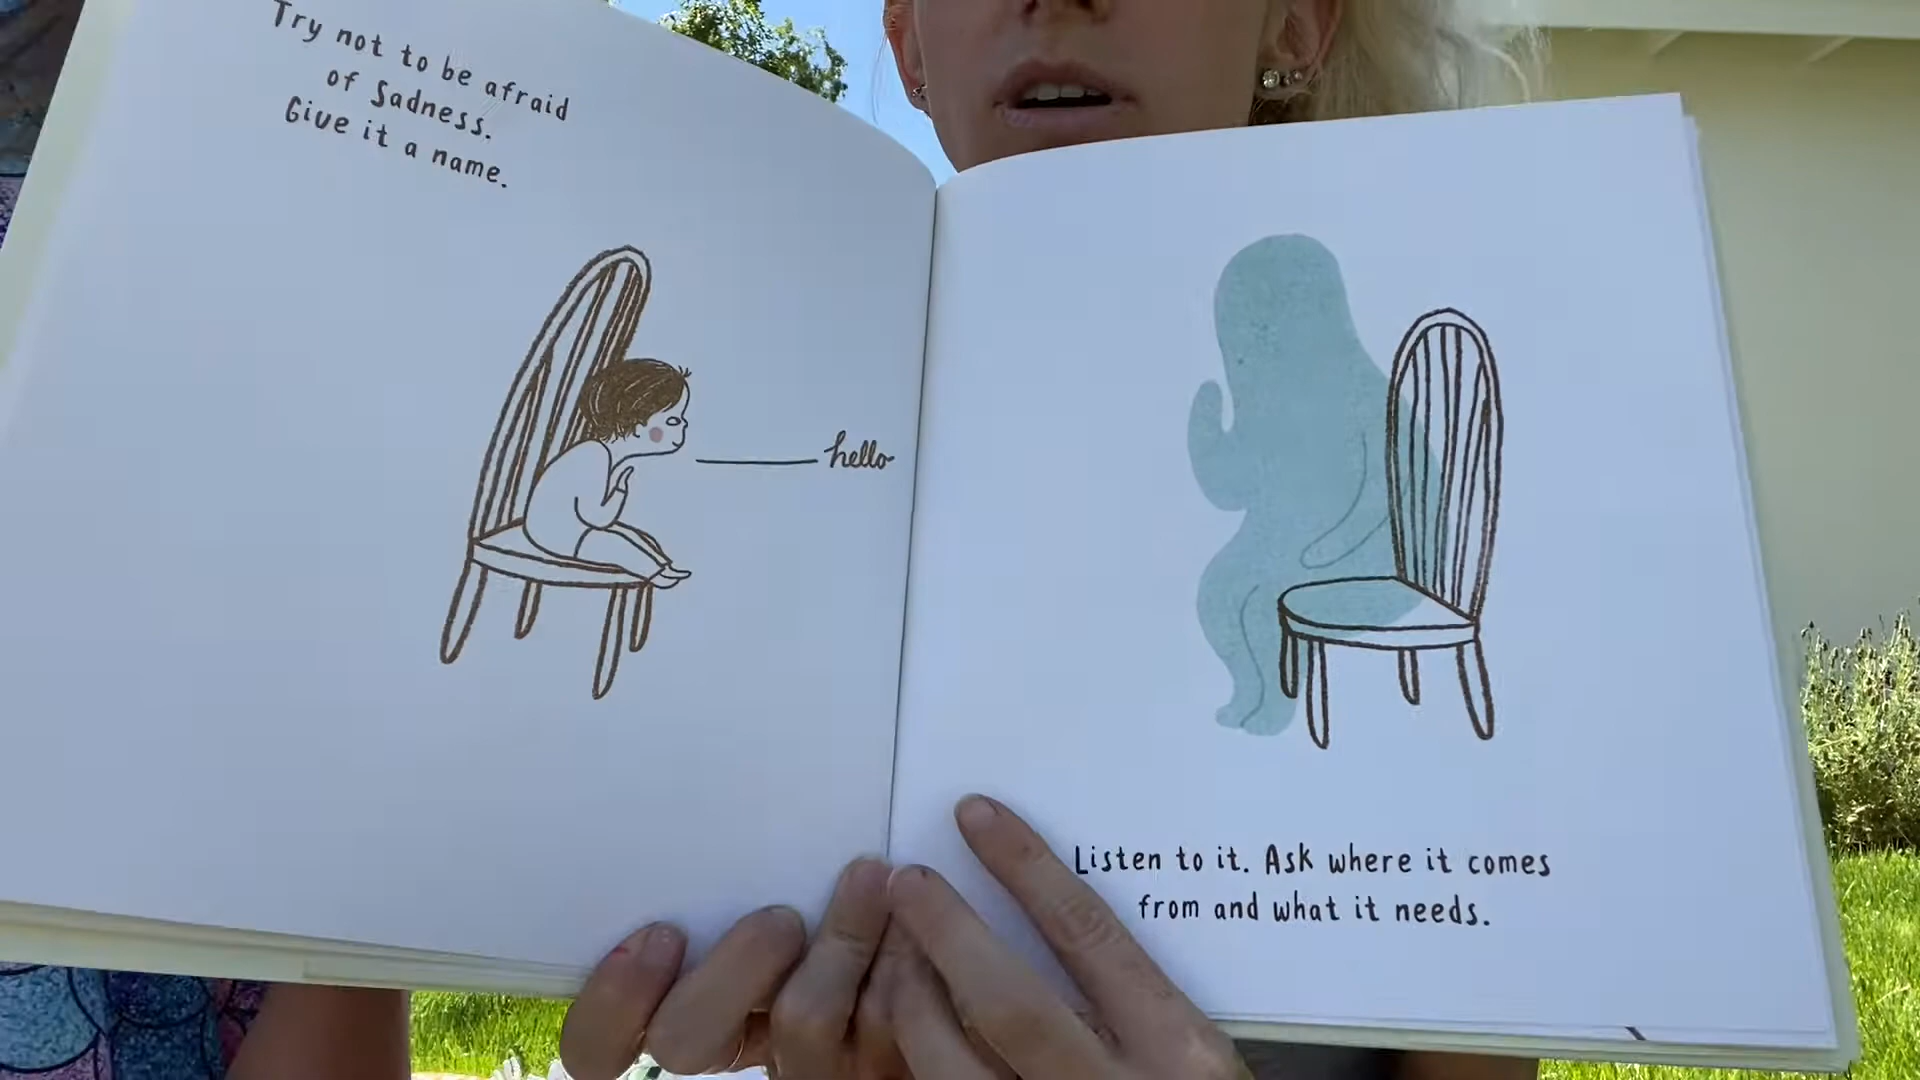 Try not to be afraid
of Sadness.
Give it a name.
hello
Listen to it. Ask where it comes
from and what it needs.